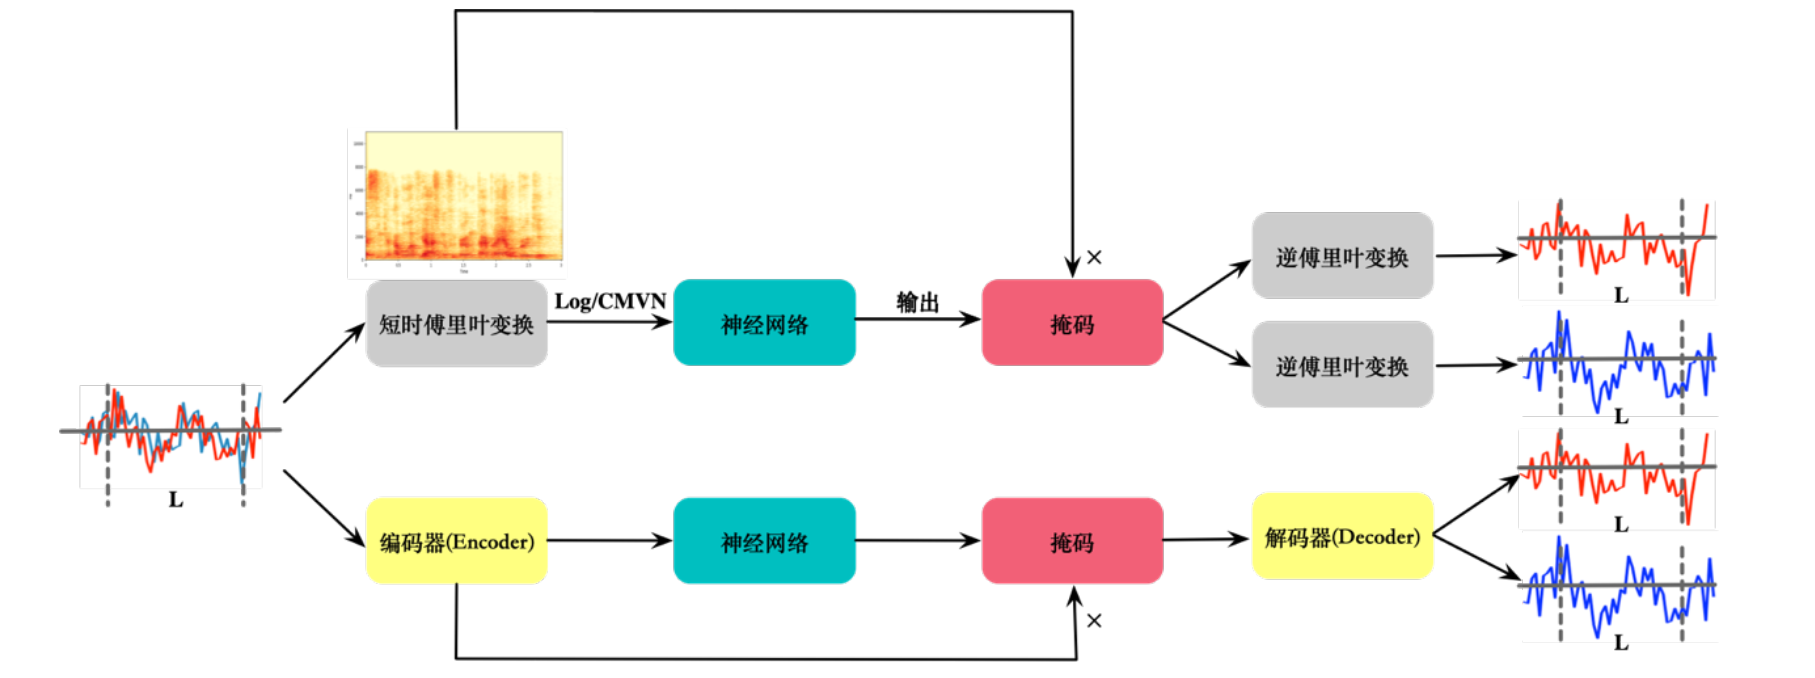 ×
短时傅里叶变换
Log/CMVN
神经网络
输出
掩码
逆傅里叶变换
L
逆傅里叶变换
L
L
编码器(Encoder)
神经网络
掩码
解码器(Decoder)
L
×
L